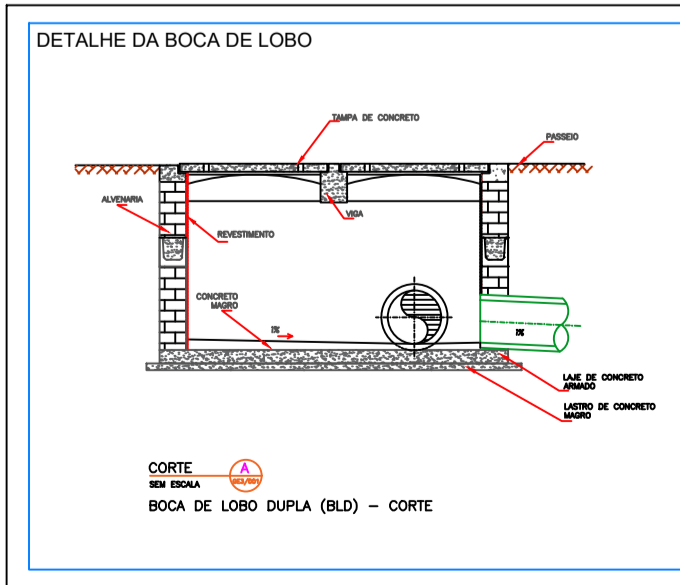 DETALHE DA BOCA DE LOBO
TAMPA DE CONCRETO
PASSEIO
ALVENARIA
VIGA
REVESTIMENTO
CONCRETO
MAGRO
1%
1%
LAJE DE CONCRETO
ARMADO
LASTRO DE CONCRETO
MAGRO
CORTE
A
SEM ESCALA
BOCA DE LOBO DUPLA (BLD) – CORTE